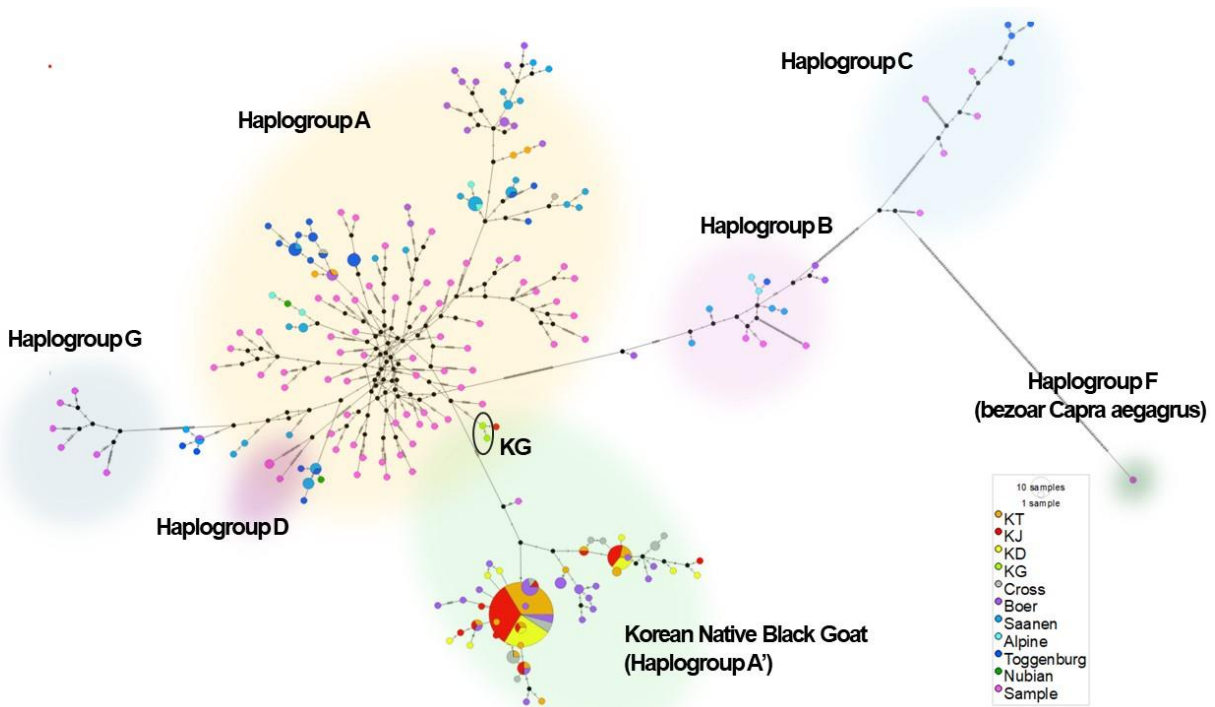 Haplogroup C
Haplogroup A
Haplogroup B
Haplogroup G
Haplogroup F
(bezoar Capra aegagrus)
KG
Haplogroup D
Korean Native Black Goat
(Haplogroup A')
10 samples
1 sample
KT
KJ
KD
KG
Cross
Boer
Saanen
Alpine
Toggenburg
Nubian
Sample